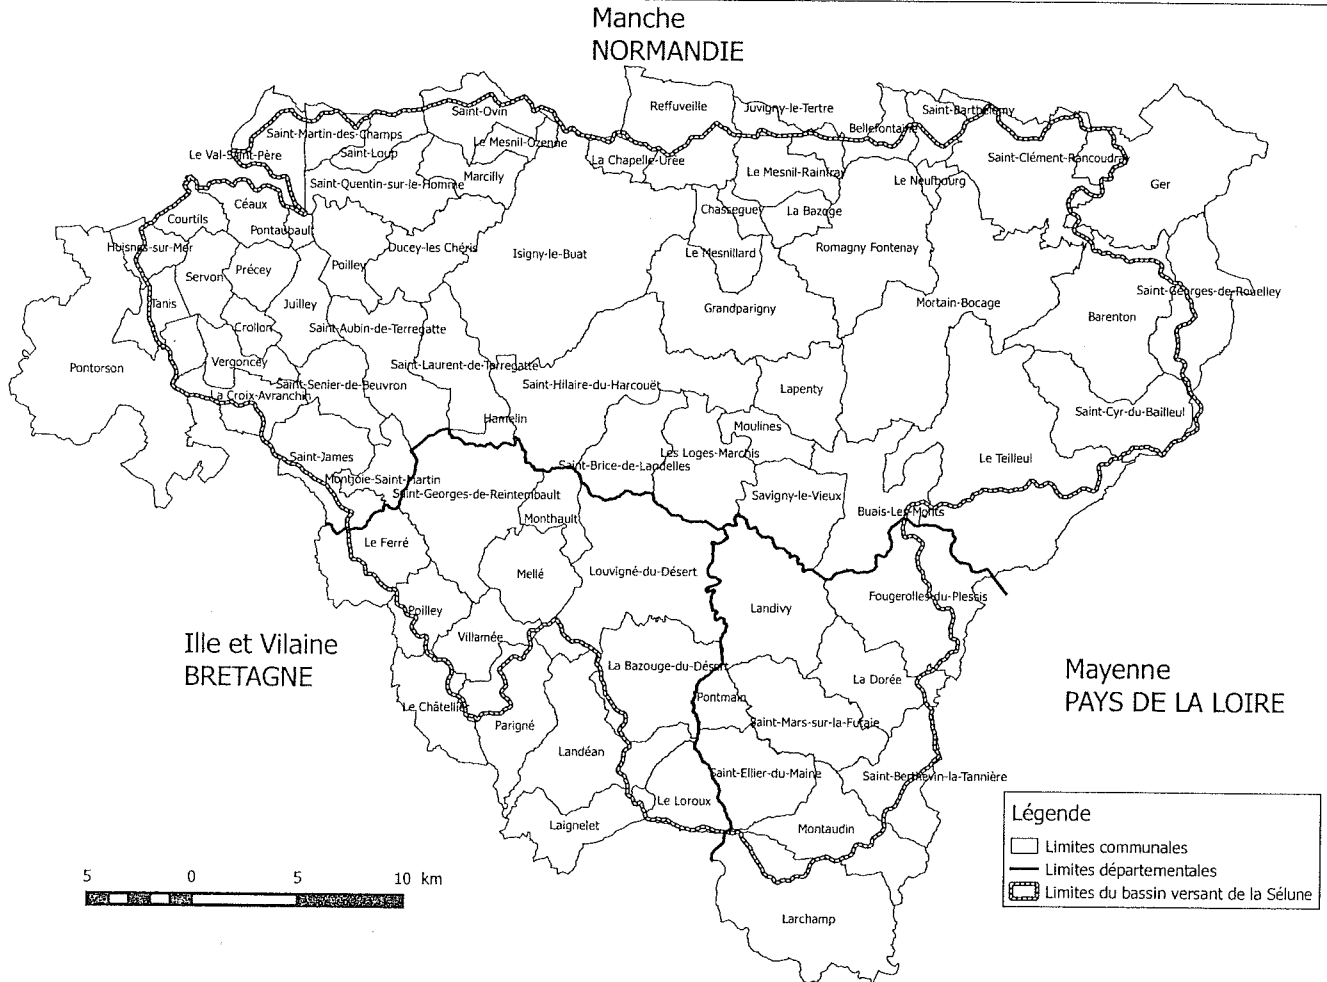 Manche
NORMANDIE
Reffuveille
Juvigny-le-Tertre
Saint-Ovin
Saint-Barthélemy
Bellefontaine
Saint-Martin-des-Champs
Le Mesnil-Ozenne
Saint-Loup
Le Val-Saint-Père
La Chapelle-Urée
Saint-Clément-Rancoudray
Marcilly
Le Mesnil-Rainfray
Saint-Quentin-sur-le-Homme
Le Neufbourg
Ger
Céaux
Courtils
Chasseguey
La Bazoge
Pontaubault
Huisnes-sur-Mer
Ducey-les Chéris
Isigny-le-Buat
Le Mesnillard
Romagny Fontenay
Précey
Poilley
Servon
Saint-Georges-de-Rouelley
Tanis
Juilley
Mortain-Bocage
Grandparigny
Barenton
Crollon
Saint-Aubin-de-Terregatte
Vergoncey
Saint-Laurent-de-Terregatte
Pontorson
Saint-Senier-de-Beuvron
Saint-Hilaire-du-Harcouët
Lapenty
La Croix-Avranchin
Saint-Cyr-du-Bailleul
Hamelin
Moulines
Saint-James
Les Loges-Marchis
Le Teilleul
Saint-Brice-de-Landelles
Montjoie-Saint-Martin
Saint-Georges-de-Reintembault
Savigny-le-Vieux
Monthault
Buais-Les-Monts
Le Ferré
Mellé
Louvigné-du-Désert
Fougerolles-du-Plessis
Poilley
Landivy
Villamée
Ille et Vilaine
BRETAGNE
La Bazouge-du-Désert
La Dorée
Mayenne
PAYS DE LA LOIRE
Pontmain
Le Châtellier
Parigné
Saint-Mars-sur-la-Futaie
Landéan
Saint-Ellier-du-Maine
Saint-Berthevin-la-Tannière
Le Loroux
Laignelet
Montaudin
Larchamp
Légende
Limites communales
Limites départementales
Limites du bassin versant de la Sélune
5 0 5 10 km